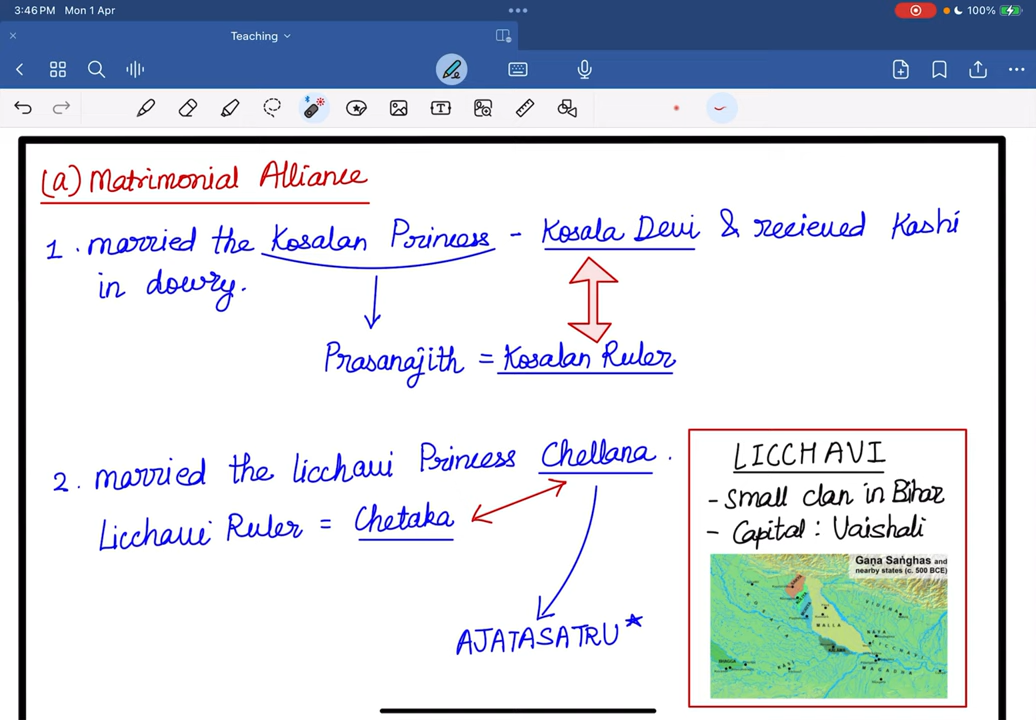 3:46 PM Mon 1 Apr
100%
Teaching
(a) Matrimonial Alliance
1. married the Kosalan Princess - Kosala Devi & recieved Kashi
in dowry.
Prasanajith = Kosalan Ruler
2. married the licchavi Princess Chellana.
Licchavi Ruler = Chetaka
AJATASATRU*
LICCHAVI
- Small clan in Bihar
- Capital: Vaishali
Gaṇa Saṅghas and
nearby states (c. 500 BCE)
MALLA
MAGADHA